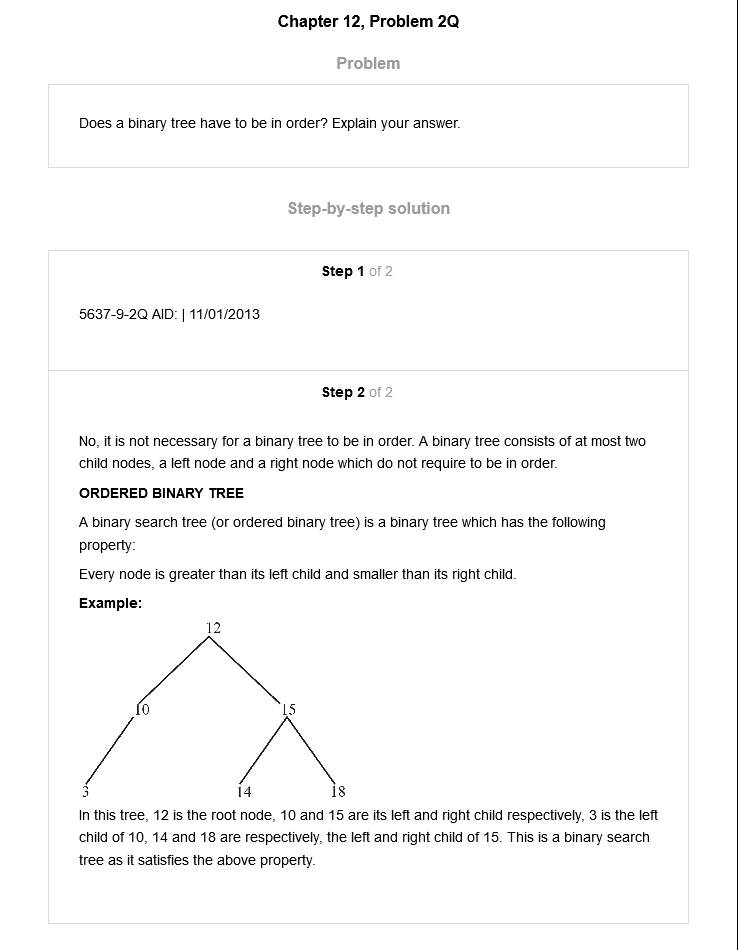 Chapter 12, Problem 2Q
Problem
Does a binary tree have to be in order? Explain your answer.
Step-by-step solution
Step 1 of 2
5637-9-2Q AID: | 11/01/2013
Step 2 of 2
No, it is not necessary for a binary tree to be in order. A binary tree consists of at most two
child nodes, a left node and a right node which do not require to be in order.
ORDERED BINARY TREE
A binary search tree (or ordered binary tree) is a binary tree which has the following
property:
Every node is greater than its left child and smaller than its right child.
Example:
12
10 15
3 14 18
In this tree, 12 is the root node, 10 and 15 are its left and right child respectively, 3 is the left
child of 10, 14 and 18 are respectively, the left and right child of 15. This is a binary search
tree as it satisfies the above property.